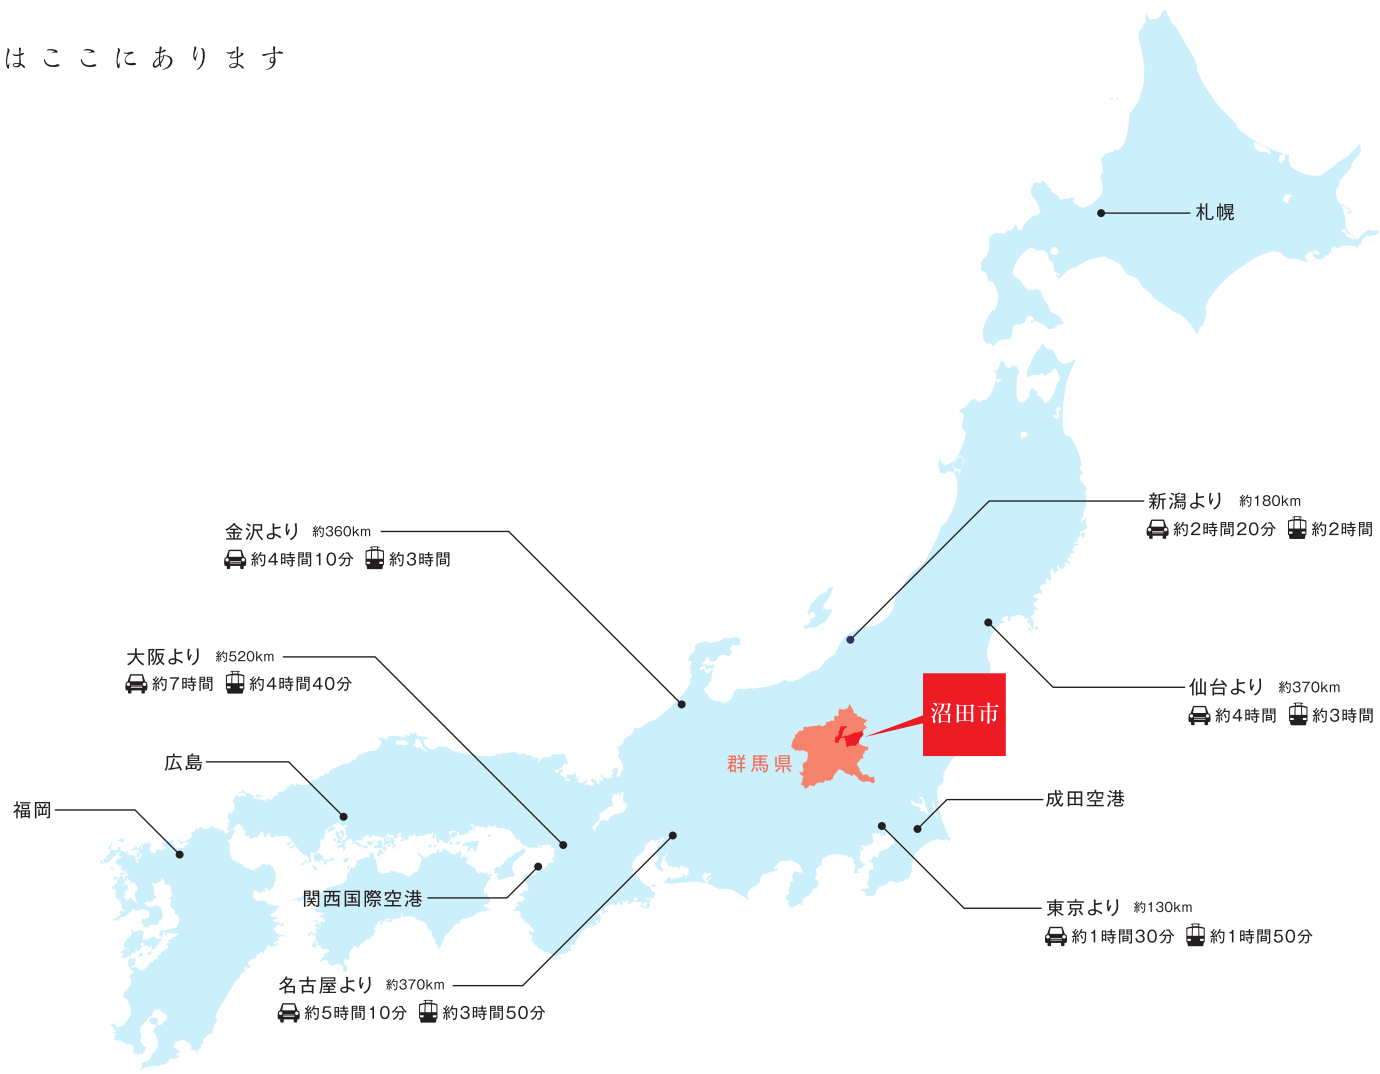 はここにあります
札幌
新潟より 約180km
約2時間20分 約2時間
金沢より 約360km
約4時間10分 約3時間
大阪より 約520km
約7時間 約4時間40分
仙台より 約370km
約4時間 約3時間
沼田市
群馬県
広島
福岡
成田空港
関西国際空港
東京より 約130km
約1時間30分 約1時間50分
名古屋より 約370km
約5時間10分 約3時間50分